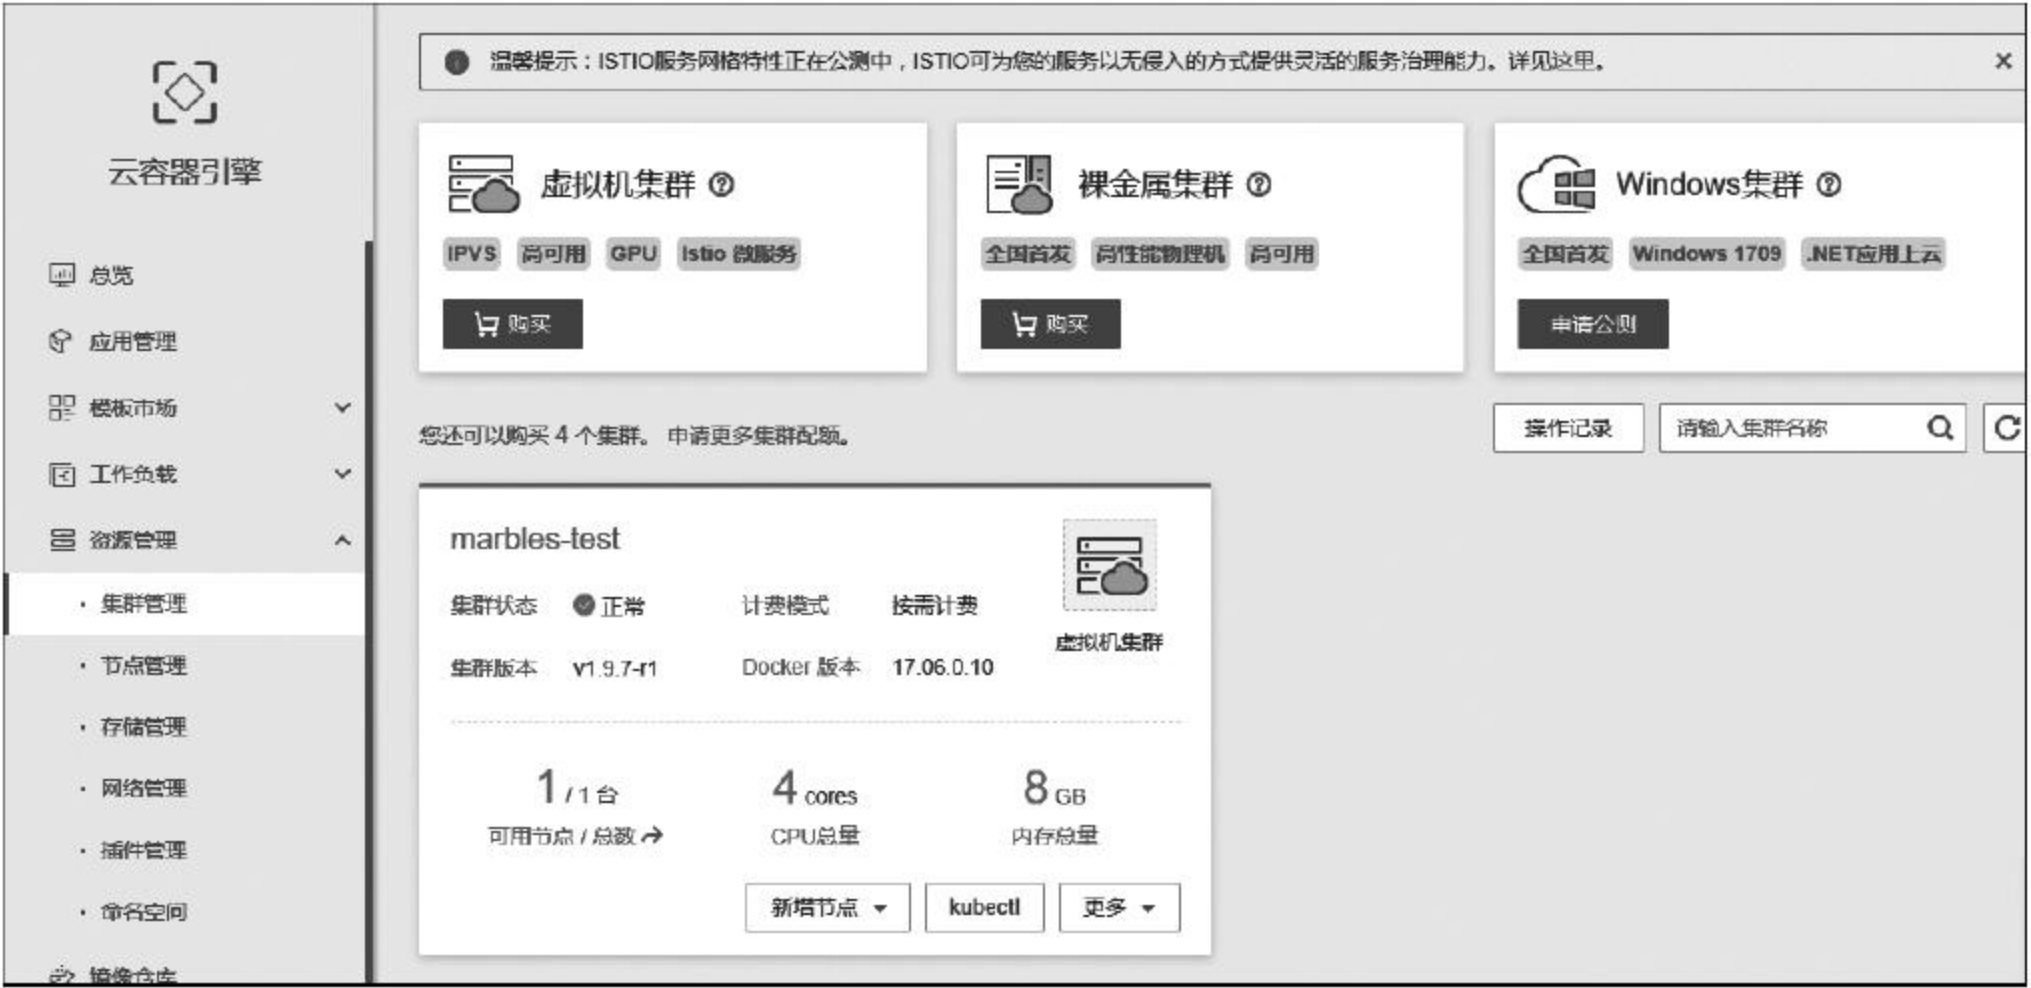 云容器引擎
总览
应用管理
模板市场
工作负载
资源管理
· 集群管理
· 节点管理
· 存储管理
· 网络管理
· 插件管理
· 命名空间
镜像仓库
温馨提示：ISTIO服务网格特性正在公测中，ISTIO可为您的服务以无侵入的方式提供灵活的服务治理能力。详见这里。 ×
虚拟机集群 ?
IPVS 高可用 GPU Istio 微服务
购买
裸金属集群 ?
全国首发 高性能物理机 高可用
购买
Windows集群 ?
全国首发 Windows 1709 .NET应用上云
申请公测
您还可以购买 4 个集群。 申请更多集群配额。
操作记录 请输入集群名称
marbles-test
集群状态 正常 计费模式 按需计费
虚拟机集群
集群版本 v1.9.7-r1 Docker 版本 17.06.0.10
1 / 1 台 4 cores 8 GB
可用节点 / 总数 CPU总量 内存总量
新增节点 kubectl 更多